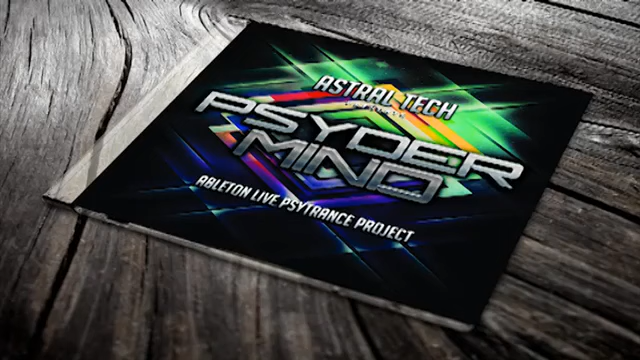 ASTRAL TECH
PSYDER
MIND
ABLETON LIVE PSYTRANCE PROJECT